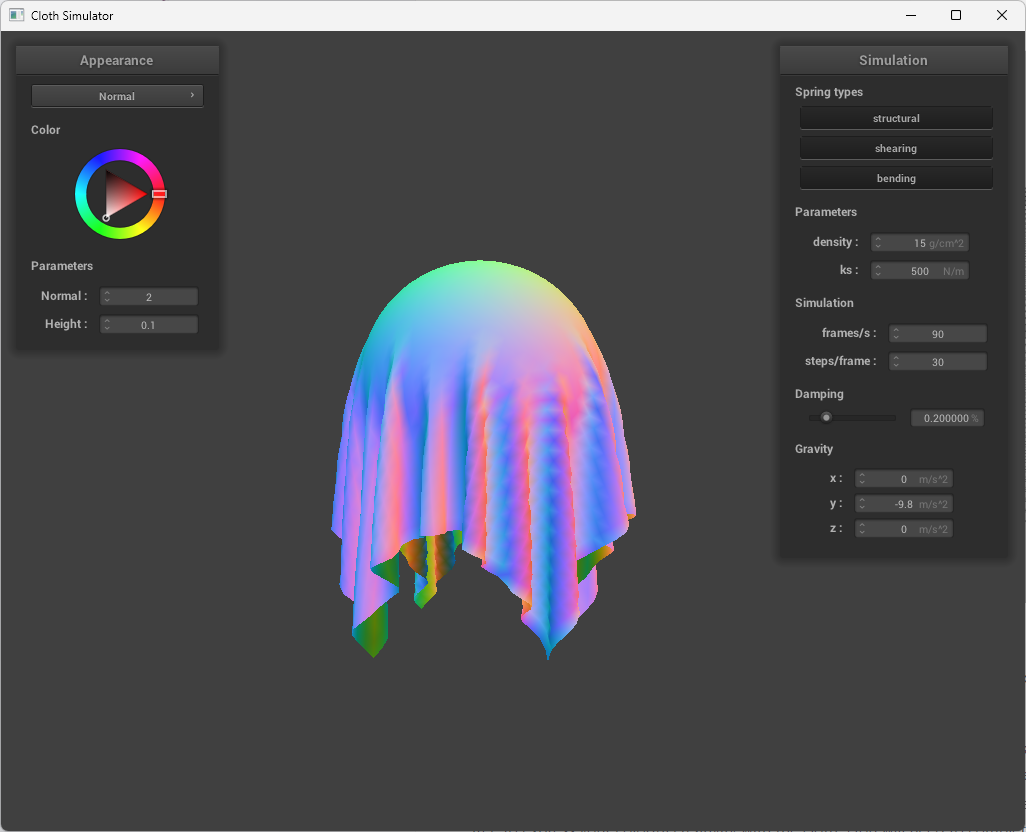 Cloth Simulator
Appearance
Normal
Color
Parameters
Normal : 2
Height : 0.1
Simulation
Spring types
structural
shearing
bending
Parameters
density : 15 g/cm^2
ks : 500 N/m
Simulation
frames/s : 90
steps/frame : 30
Damping
0.200000 %
Gravity
x : 0 m/s^2
y : -9.8 m/s^2
z : 0 m/s^2